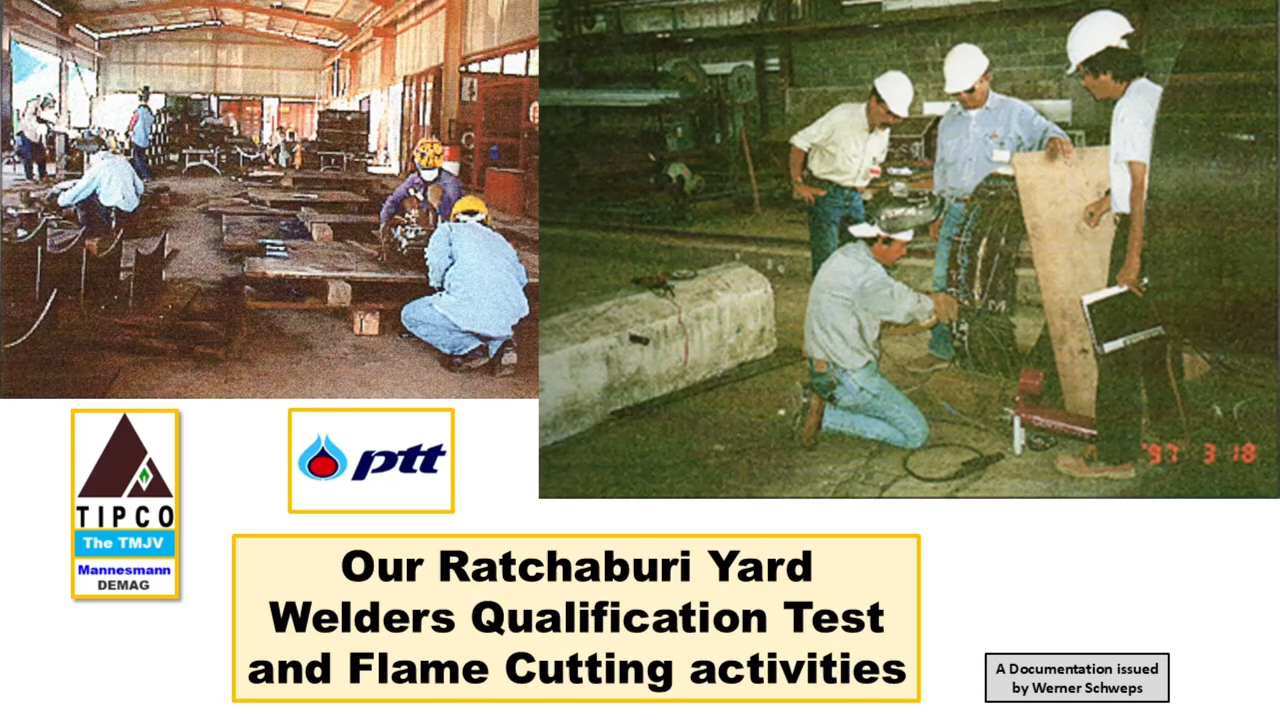 '97 3 18
TIPCO
The TMJV
Mannesmann
DEMAG
ptt
Our Ratchaburi Yard
Welders Qualification Test
and Flame Cutting activities
A Documentation issued
by Werner Schweps